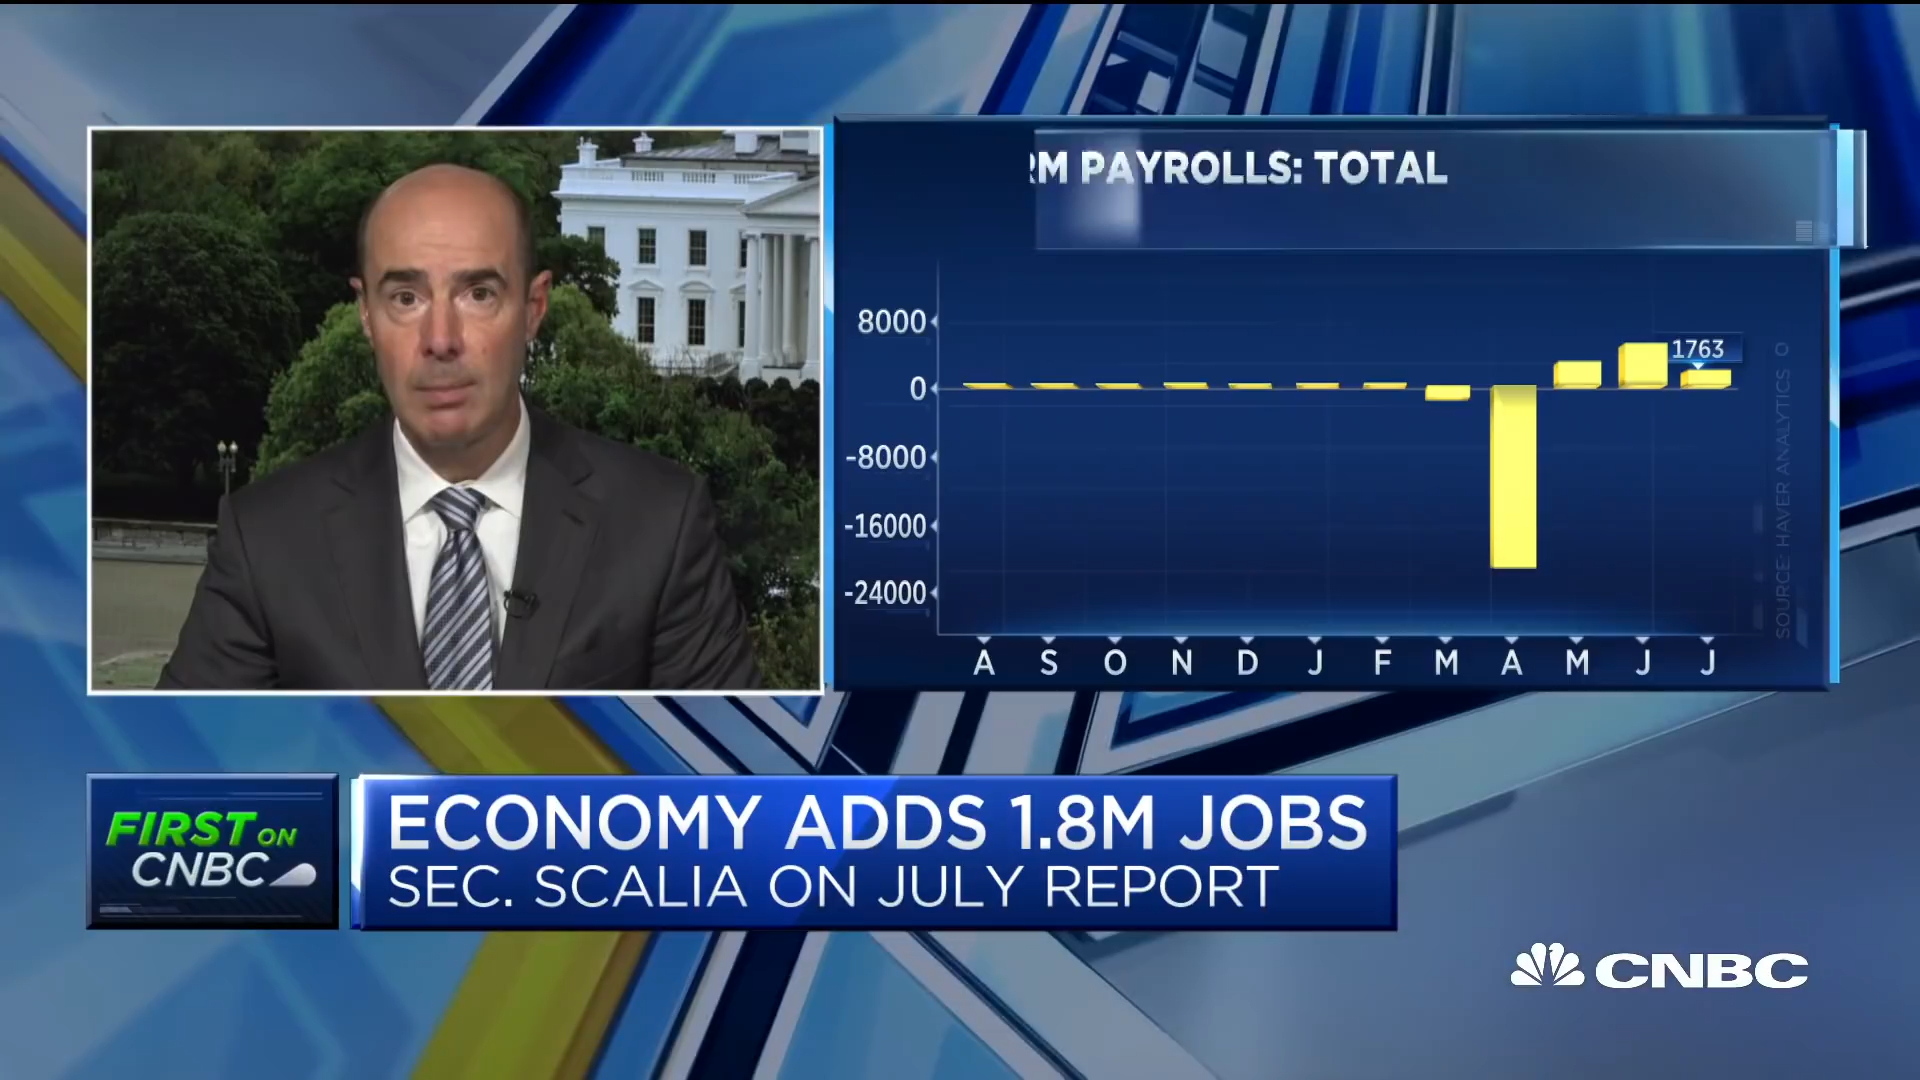 RM PAYROLLS: TOTAL
8000
0
-8000
-16000
-24000
1763
A S O N D J F M A M J J
SOURCE: HAVER ANALYTICS
FIRST ON
CNBC
ECONOMY ADDS 1.8M JOBS
SEC. SCALIA ON JULY REPORT
CNBC